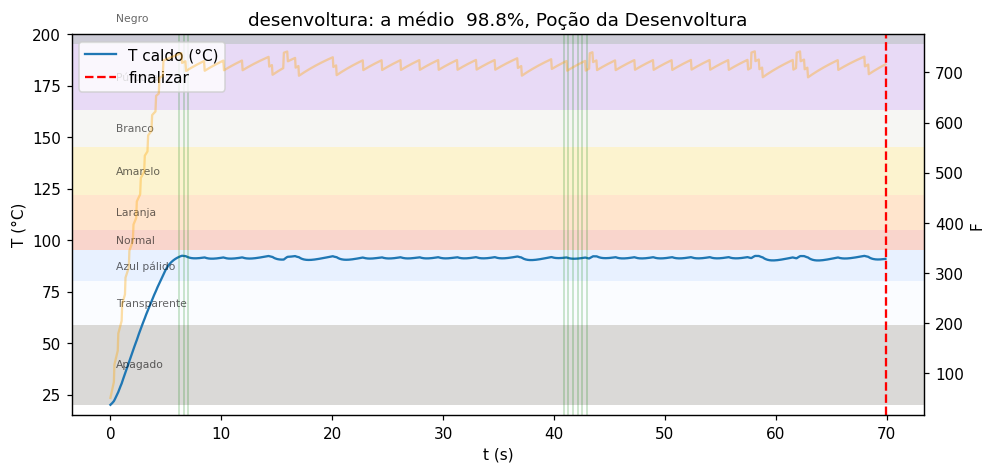 desenvoltura: a médio  98.8%, Poção da Desenvoltura
Negro
T caldo (°C)
finalizar
Branco
Amarelo
Laranja
Normal
Azul pálido
Transparente
Apagado
200
175
150
125
100
75
50
25
T (°C)
0
10
20
30
40
50
60
70
t (s)
700
600
500
400
300
200
100
F